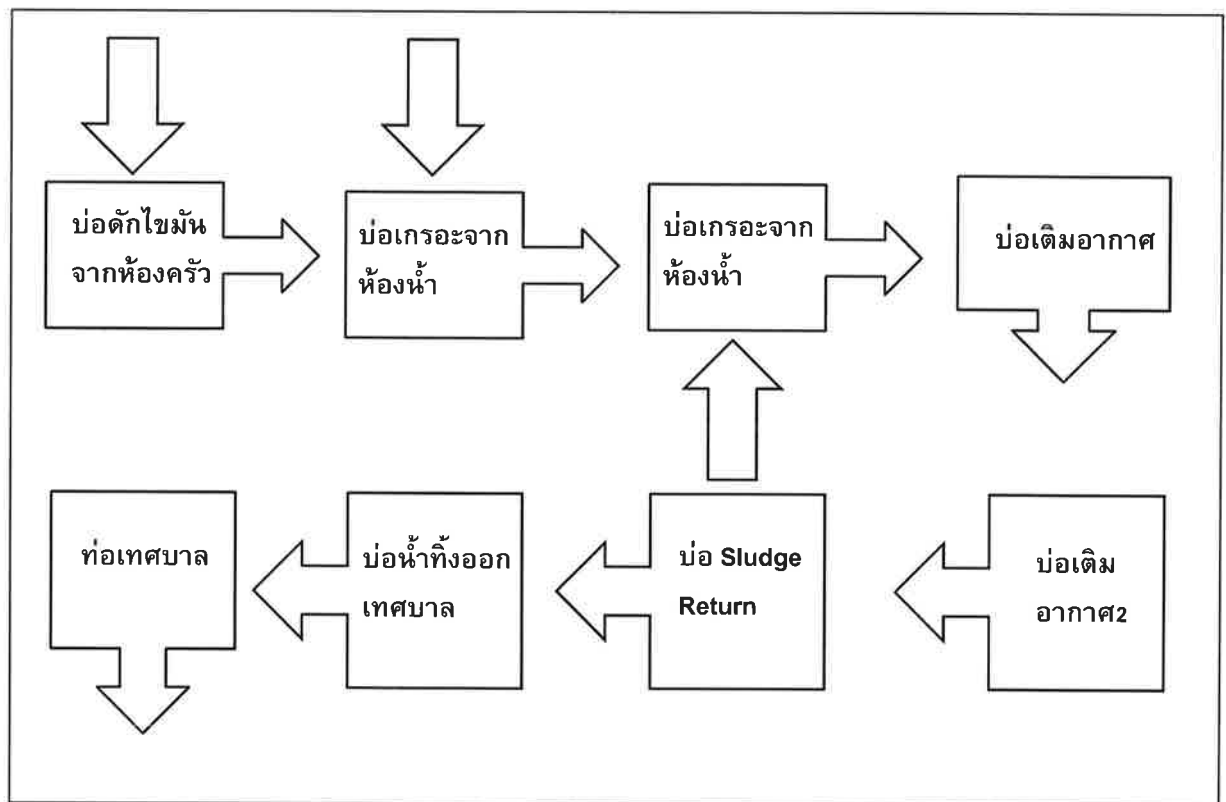 บ่อดักไขมัน
จากห้องครัว
บ่อเกรอะจาก
ห้องน้ำ
บ่อเกรอะจาก
ห้องน้ำ
บ่อเติมอากาศ
ท่อเทศบาล
บ่อน้ำทิ้งออก
เทศบาล
บ่อ Sludge
Return
บ่อเติม
อากาศ2